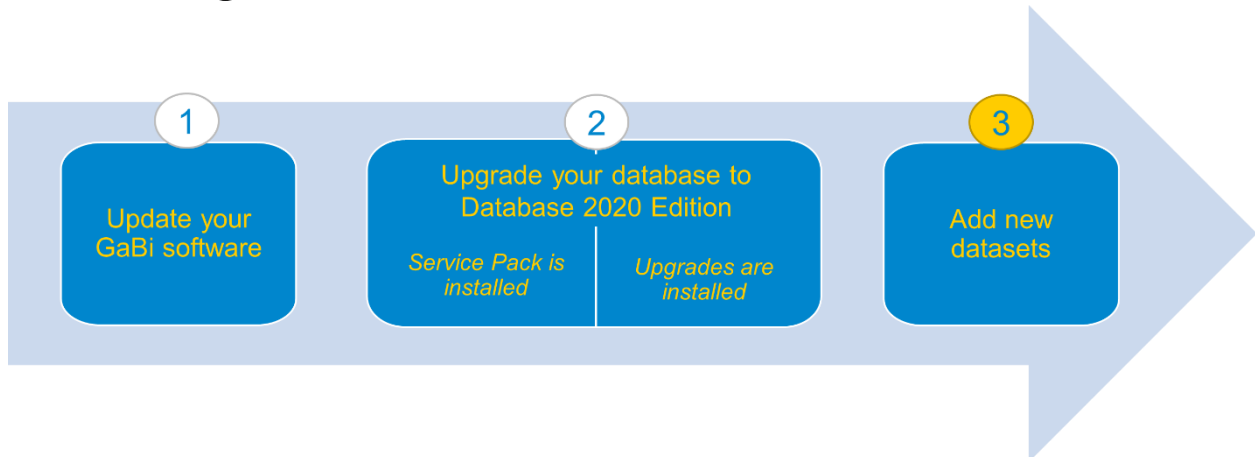 1
Update your
GaBi software
2
Upgrade your database to
Database 2020 Edition
Service Pack is
installed
Upgrades are
installed
3
Add new
datasets